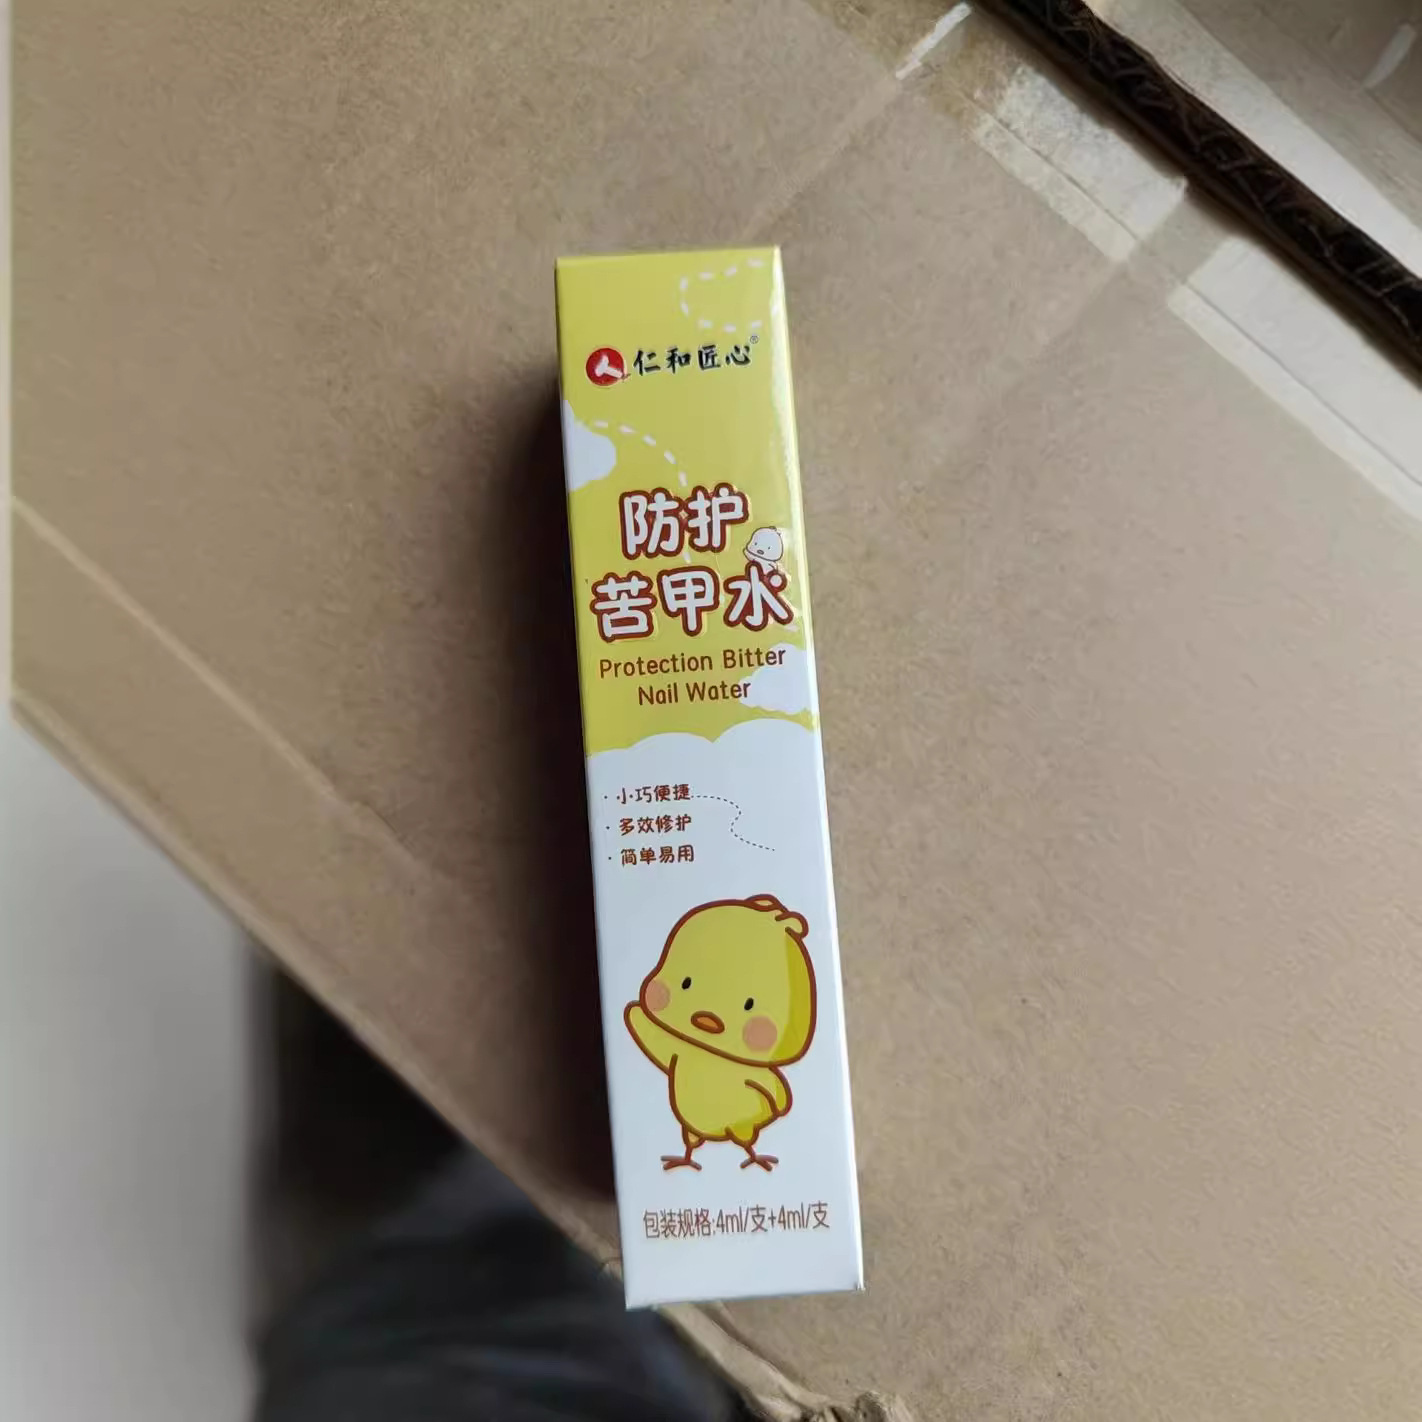 仁和匠心®
防护
苦甲水
Protection Bitter
Nail Water
· 小巧便捷
· 多效修护
· 简单易用
包装规格:4ml/支+4ml/支